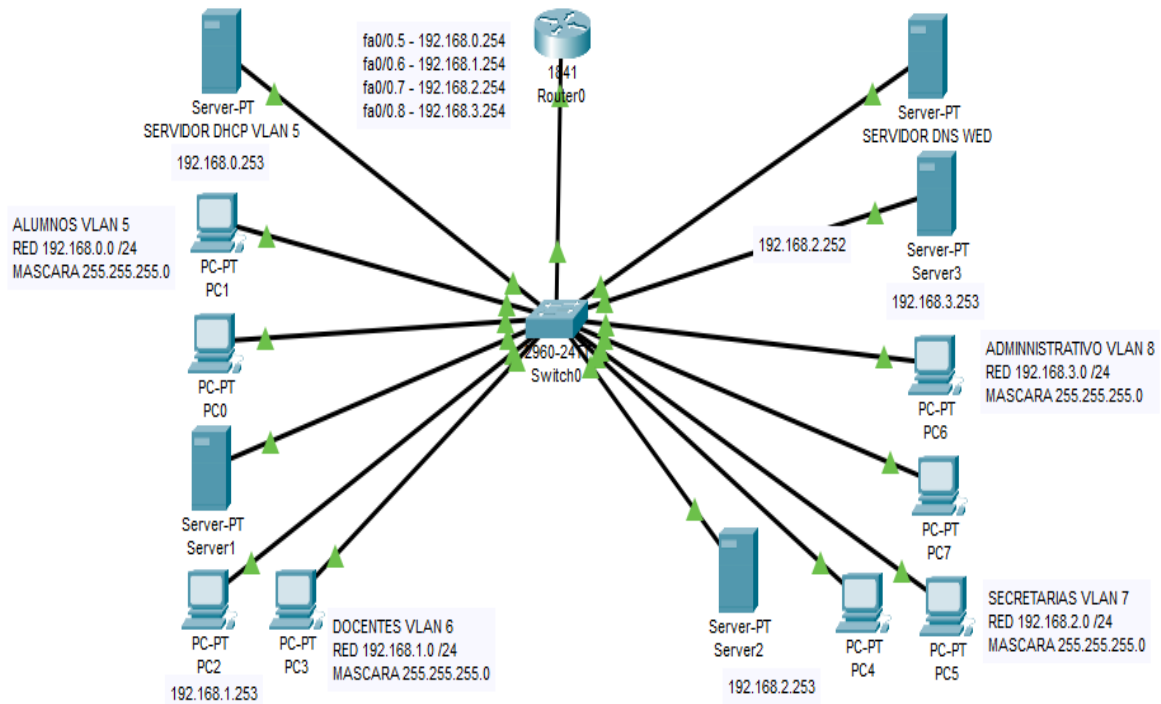 fa0/0.5 - 192.168.0.254
fa0/0.6 - 192.168.1.254
fa0/0.7 - 192.168.2.254
fa0/0.8 - 192.168.3.254
1841
Router0
Server-PT
SERVIDOR DHCP VLAN 5
192.168.0.253
Server-PT
SERVIDOR DNS WED
ALUMNOS VLAN 5
RED 192.168.0.0 /24
MASCARA 255.255.255.0
PC-PT
PC1
192.168.2.252
Server-PT
Server3
192.168.3.253
PC-PT
PC0
2960-24T
Switch0
ADMINNISTRATIVO VLAN 8
RED 192.168.3.0 /24
MASCARA 255.255.255.0
PC-PT
PC6
Server-PT
Server1
PC-PT
PC7
PC-PT
PC2
192.168.1.253
PC-PT
PC3
DOCENTES VLAN 6
RED 192.168.1.0 /24
MASCARA 255.255.255.0
Server-PT
Server2
192.168.2.253
PC-PT
PC4
PC-PT
PC5
SECRETARIAS VLAN 7
RED 192.168.2.0 /24
MASCARA 255.255.255.0